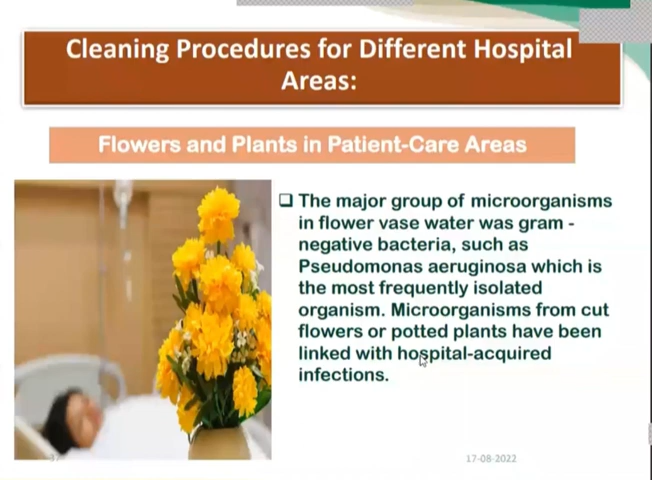 Cleaning Procedures for Different Hospital
Areas:
Flowers and Plants in Patient-Care Areas
❑ The major group of microorganisms
in flower vase water was gram -
negative bacteria, such as
Pseudomonas aeruginosa which is
the most frequently isolated
organism. Microorganisms from cut
flowers or potted plants have been
linked with hospital-acquired
infections.
17-08-2022